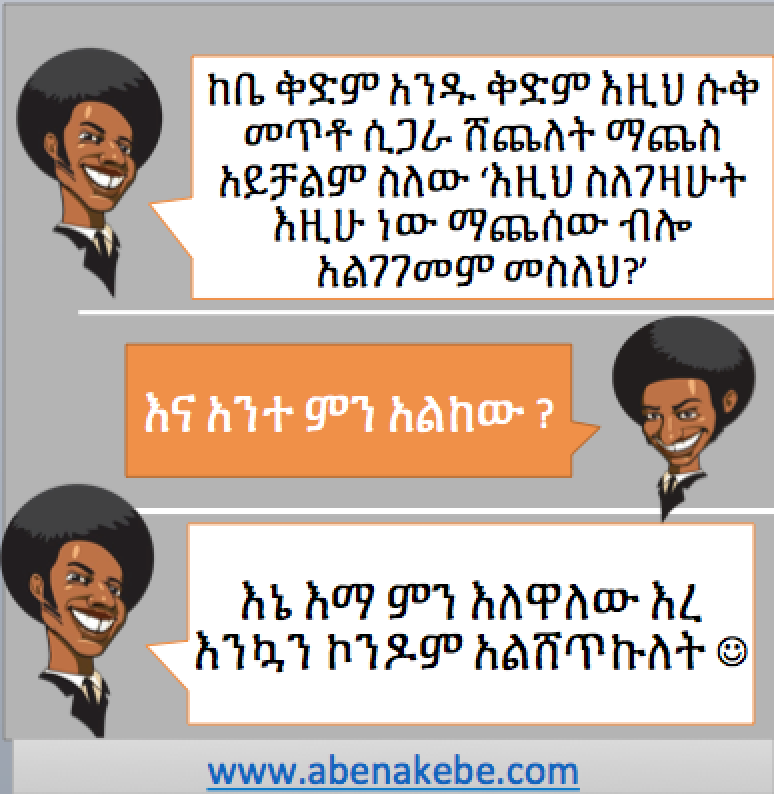 ከቤ ቅድም አንዱ ቅድም እዚህ ሱቅ
መጥቶ ሲጋራ ሸጨለት ማጨስ
አይቻልም ስለው ‘እዚህ ስለገዛሁት
እዚሁ ነው ማጨሰው ብሎ
አልገገመም መስለህ?’
እና አንተ ምን አልከው ?
እኔ እማ ምን እለዋለው እረ
እንኳን ኮንዶም አልሸጥኩለት ☺
www.abenakebe.com